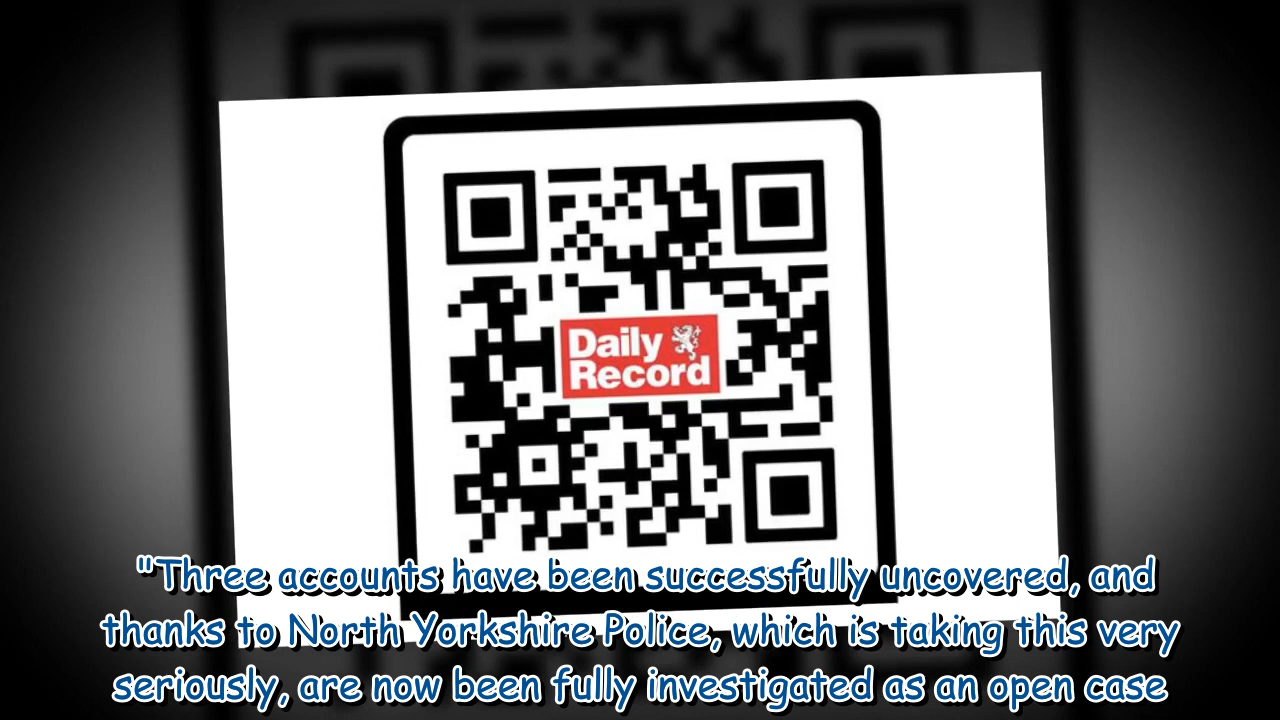 Daily
Record
"Three accounts have been successfully uncovered, and
thanks to North Yorkshire Police, which is taking this very
seriously, are now been fully investigated as an open case